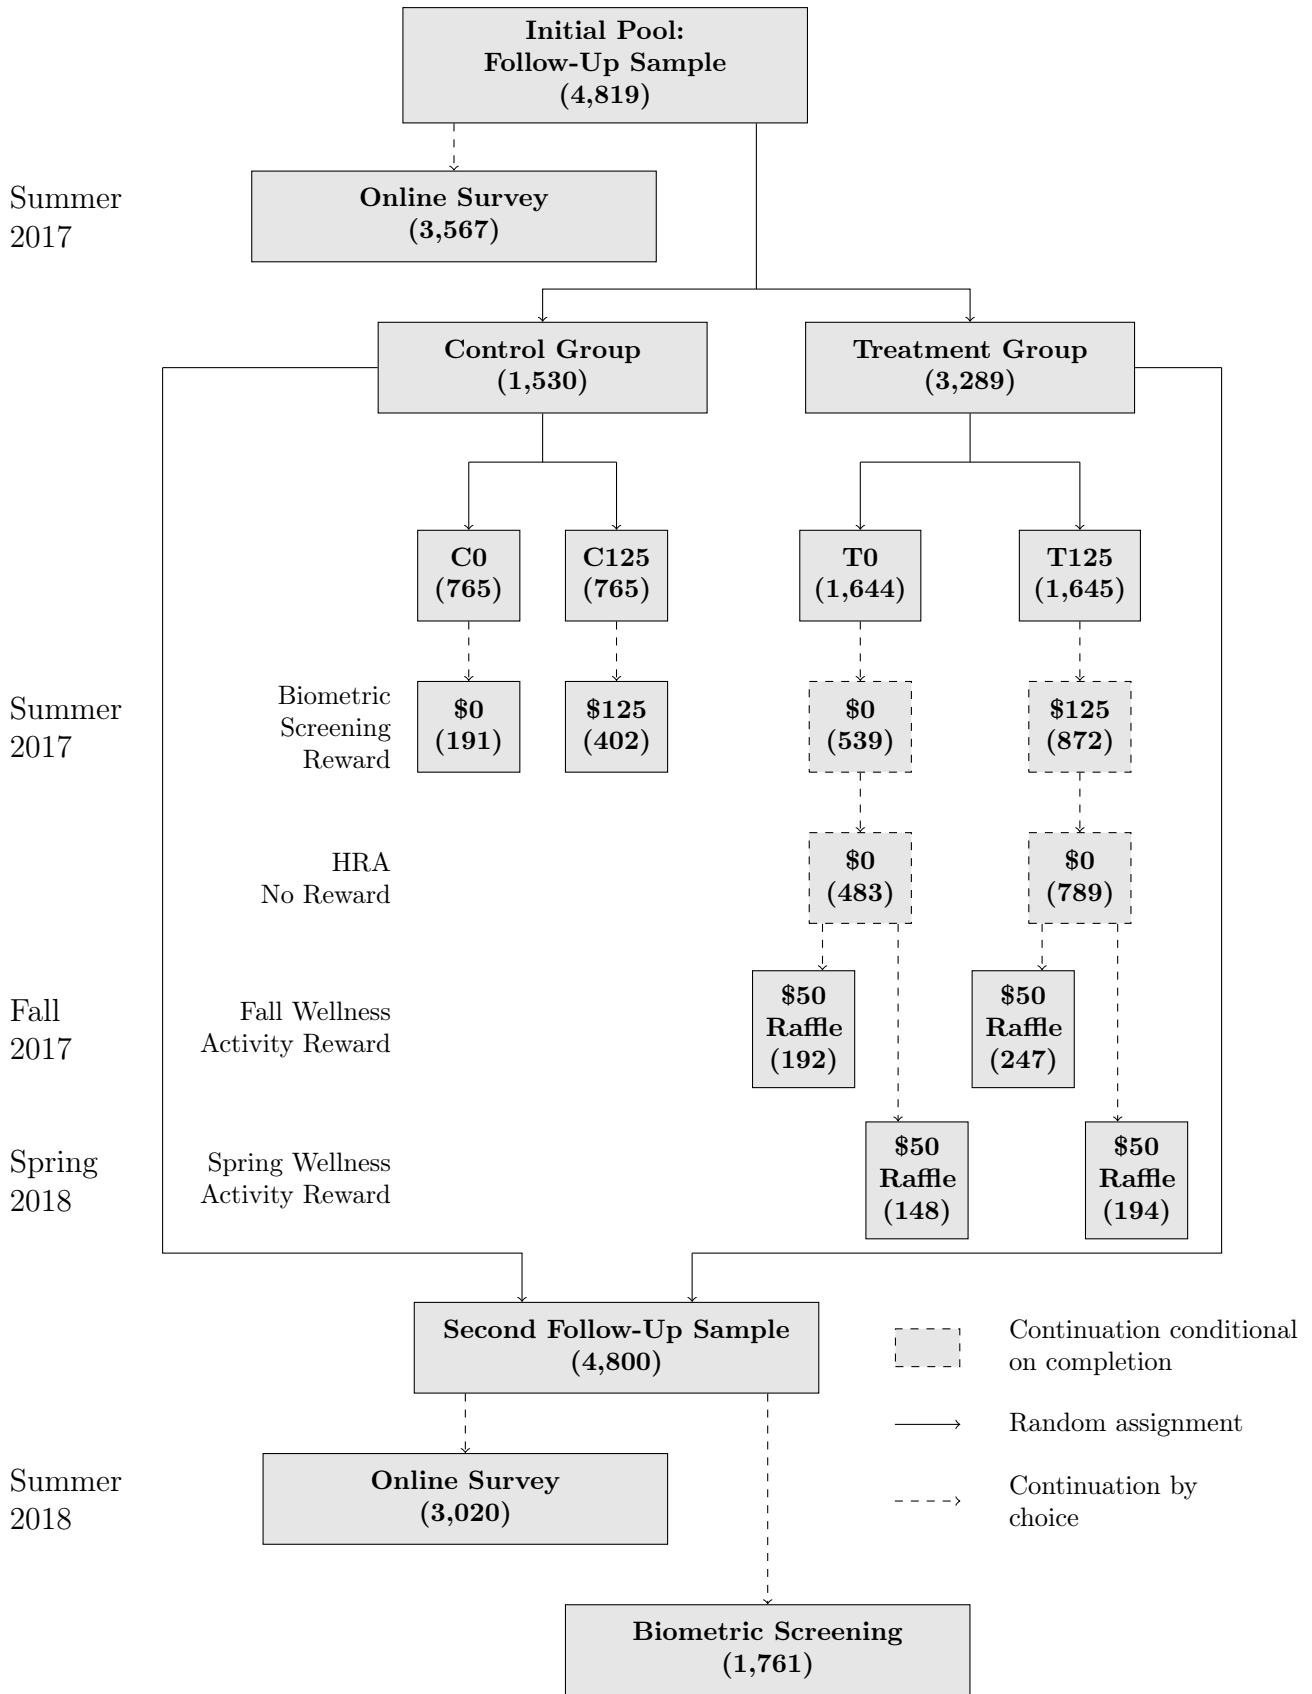 Initial Pool:
Follow-Up Sample
(4,819)
Summer
2017
Online Survey
(3,567)
Control Group
(1,530)
Treatment Group
(3,289)
C0
(765)
C125
(765)
T0
(1,644)
T125
(1,645)
Summer
2017
Biometric
Screening
Reward
$0
(191)
$125
(402)
$0
(539)
$125
(872)
HRA
No Reward
$0
(483)
$0
(789)
Fall
2017
Fall Wellness
Activity Reward
$50
Raffle
(192)
$50
Raffle
(247)
Spring
2018
Spring Wellness
Activity Reward
$50
Raffle
(148)
$50
Raffle
(194)
Second Follow-Up Sample
(4,800)
Continuation conditional
on completion
Random assignment
Continuation by
choice
Summer
2018
Online Survey
(3,020)
Biometric Screening
(1,761)